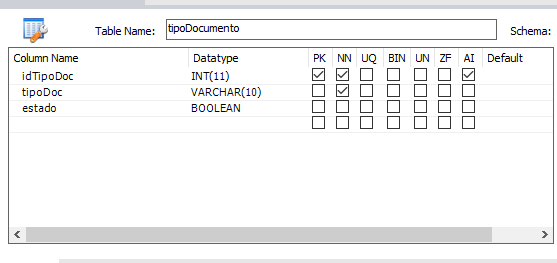 Table Name: tipoDocumento Schema:
Column Name Datatype PK NN UQ BIN UN ZF AI Default
idTipoDoc INT(11)
tipoDoc VARCHAR(10)
estado BOOLEAN